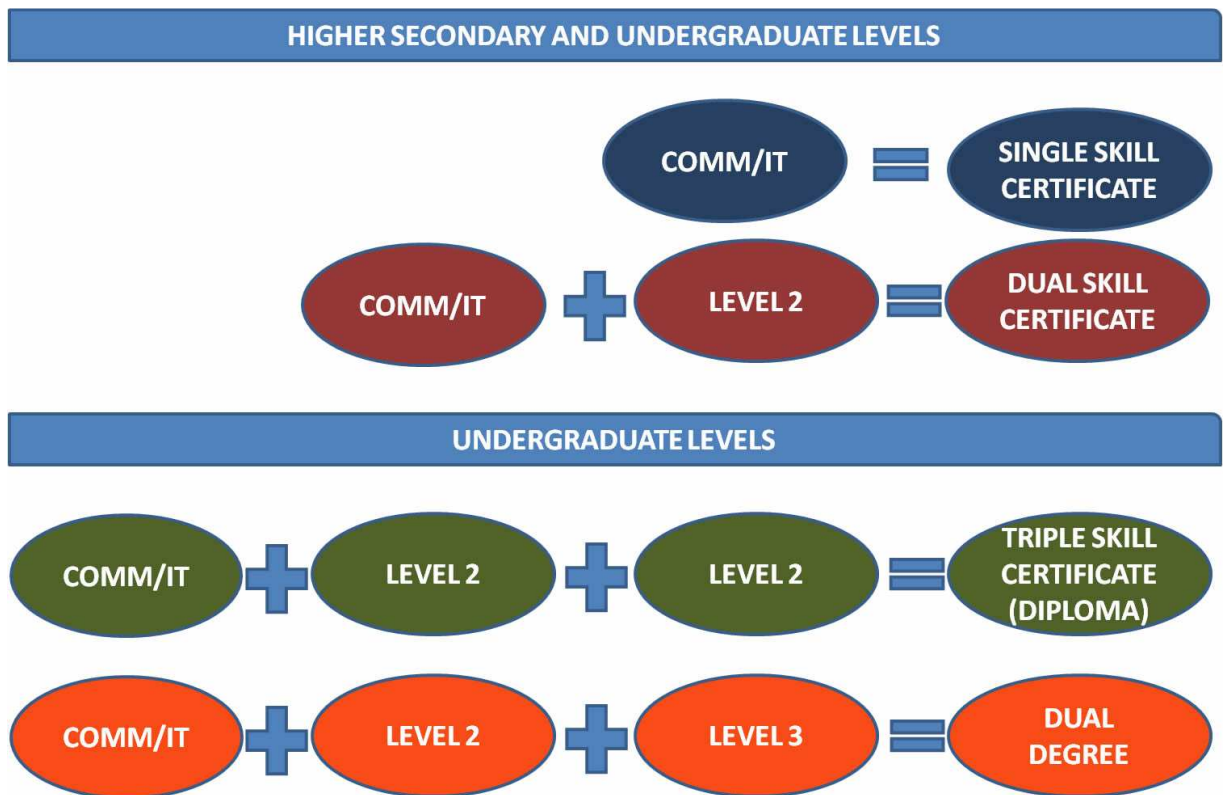 HIGHER SECONDARY AND UNDERGRADUATE LEVELS
COMM/IT
SINGLE SKILL
CERTIFICATE
COMM/IT
LEVEL 2
DUAL SKILL
CERTIFICATE
UNDERGRADUATE LEVELS
COMM/IT
LEVEL 2
LEVEL 2
TRIPLE SKILL
CERTIFICATE
(DIPLOMA)
COMM/IT
LEVEL 2
LEVEL 3
DUAL
DEGREE